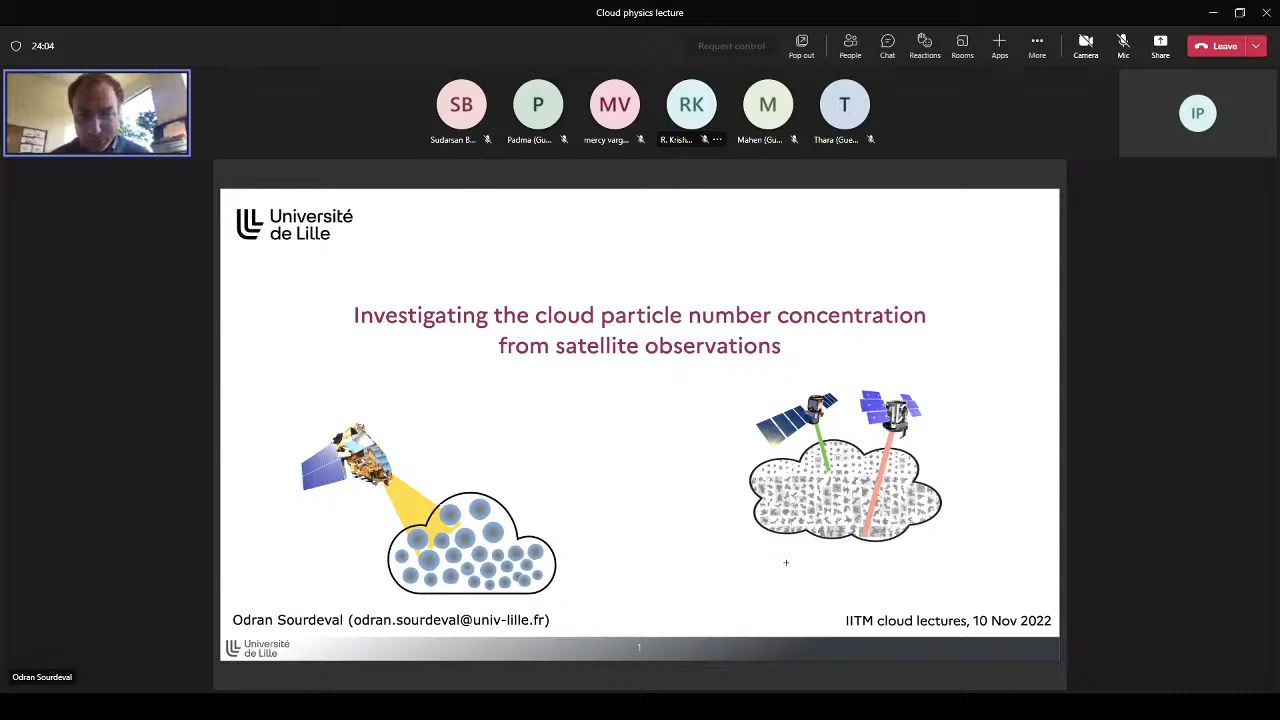 Cloud physics lecture
24:04
Request control
Pop out
People
Chat
Reactions
Rooms
More
Apps
Camera
Mic
Share
Leave
SB
P
MV
RK
M
T
IP
Sudarsan B...
Padma (Gu...
mercy varg...
R. Krish...
Mahen (Gu...
Thara (Gue...
Université
de Lille
Investigating the cloud particle number concentration
from satellite observations
Odran Sourdeval (odran.sourdeval@univ-lille.fr)
IITM cloud lectures, 10 Nov 2022
Université
de Lille
1
Odran Sourdeval